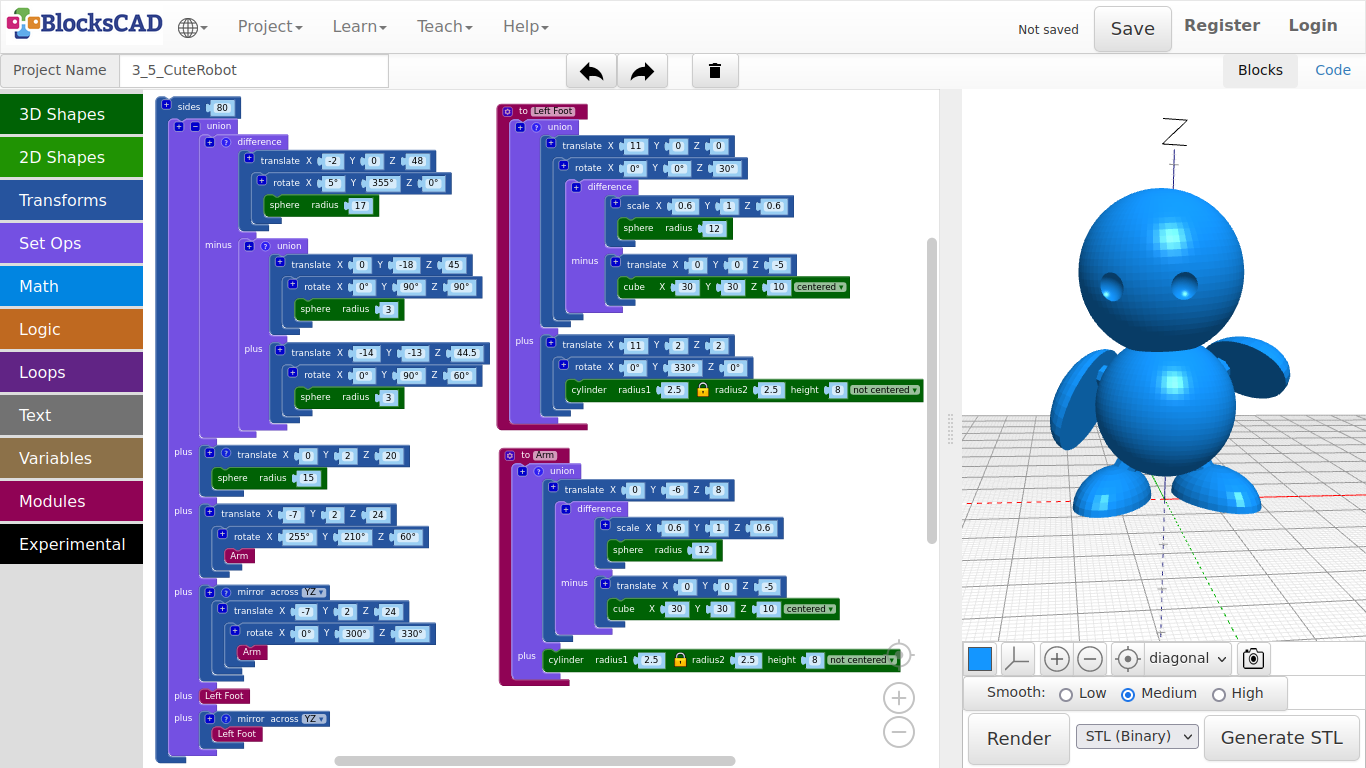 BlocksCAD
Project Learn Teach Help
Not saved Save Register Login
Project Name 3_5_CuteRobot
Blocks Code
3D Shapes
2D Shapes
Transforms
Set Ops
Math
Logic
Loops
Text
Variables
Modules
Experimental
sides 80
union
difference
translate X -2 Y 0 Z 48
rotate X 5° Y 355° Z 0°
sphere radius 17
minus union
translate X 0 Y -18 Z 45
rotate X 0° Y 90° Z 90°
sphere radius 3
plus translate X -14 Y -13 Z 44.5
rotate X 0° Y 90° Z 60°
sphere radius 3
plus translate X 0 Y 2 Z 20
sphere radius 15
plus translate X -7 Y 2 Z 24
rotate X 255° Y 210° Z 60°
Arm
plus mirror across YZ
translate X -7 Y 2 Z 24
rotate X 0° Y 300° Z 330°
Arm
plus Left Foot
plus mirror across YZ
Left Foot
to Left Foot
union
translate X 11 Y 0 Z 0
rotate X 0° Y 0° Z 30°
difference
scale X 0.6 Y 1 Z 0.6
sphere radius 12
minus translate X 0 Y 0 Z -5
cube X 30 Y 30 Z 10 centered
plus translate X 11 Y 2 Z 2
rotate X 0° Y 330° Z 0°
cylinder radius1 2.5 radius2 2.5 height 8 not centered
to Arm
union
translate X 0 Y -6 Z 8
difference
scale X 0.6 Y 1 Z 0.6
sphere radius 12
minus translate X 0 Y 0 Z -5
cube X 30 Y 30 Z 10 centered
plus cylinder radius1 2.5 radius2 2.5 height 8 not centered
Z
diagonal
Smooth: Low Medium High
Render STL (Binary) Generate STL